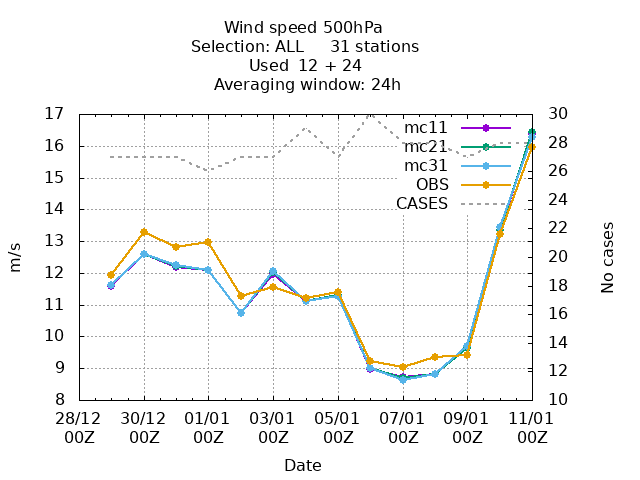 Wind speed 500hPa
Selection: ALL     31 stations
Used  12 + 24
Averaging window: 24h
17
16
15
14
13
12
11
10
9
8
m/s
30
28
26
24
22
20
18
16
14
12
10
No cases
mc11
mc21
mc31
OBS
CASES
28/12 30/12 01/01 03/01 05/01 07/01 09/01 11/01
00Z 00Z 00Z 00Z 00Z 00Z 00Z 00Z
Date